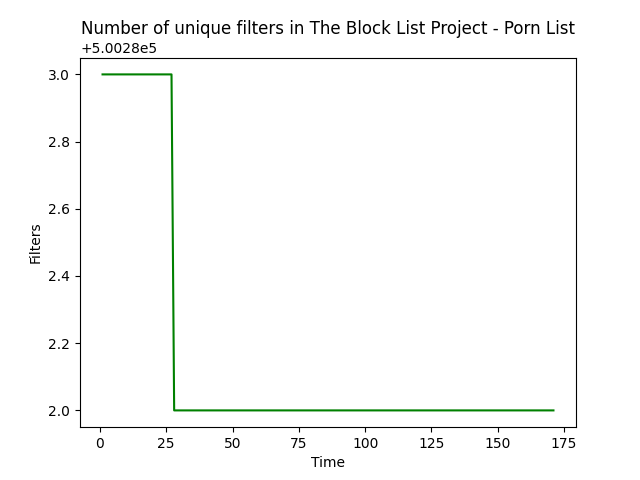 Number of unique filters in The Block List Project - Porn List
+5.0028e5
3.0
2.8
2.6
2.4
2.2
2.0
Filters
0 25 50 75 100 125 150 175
Time